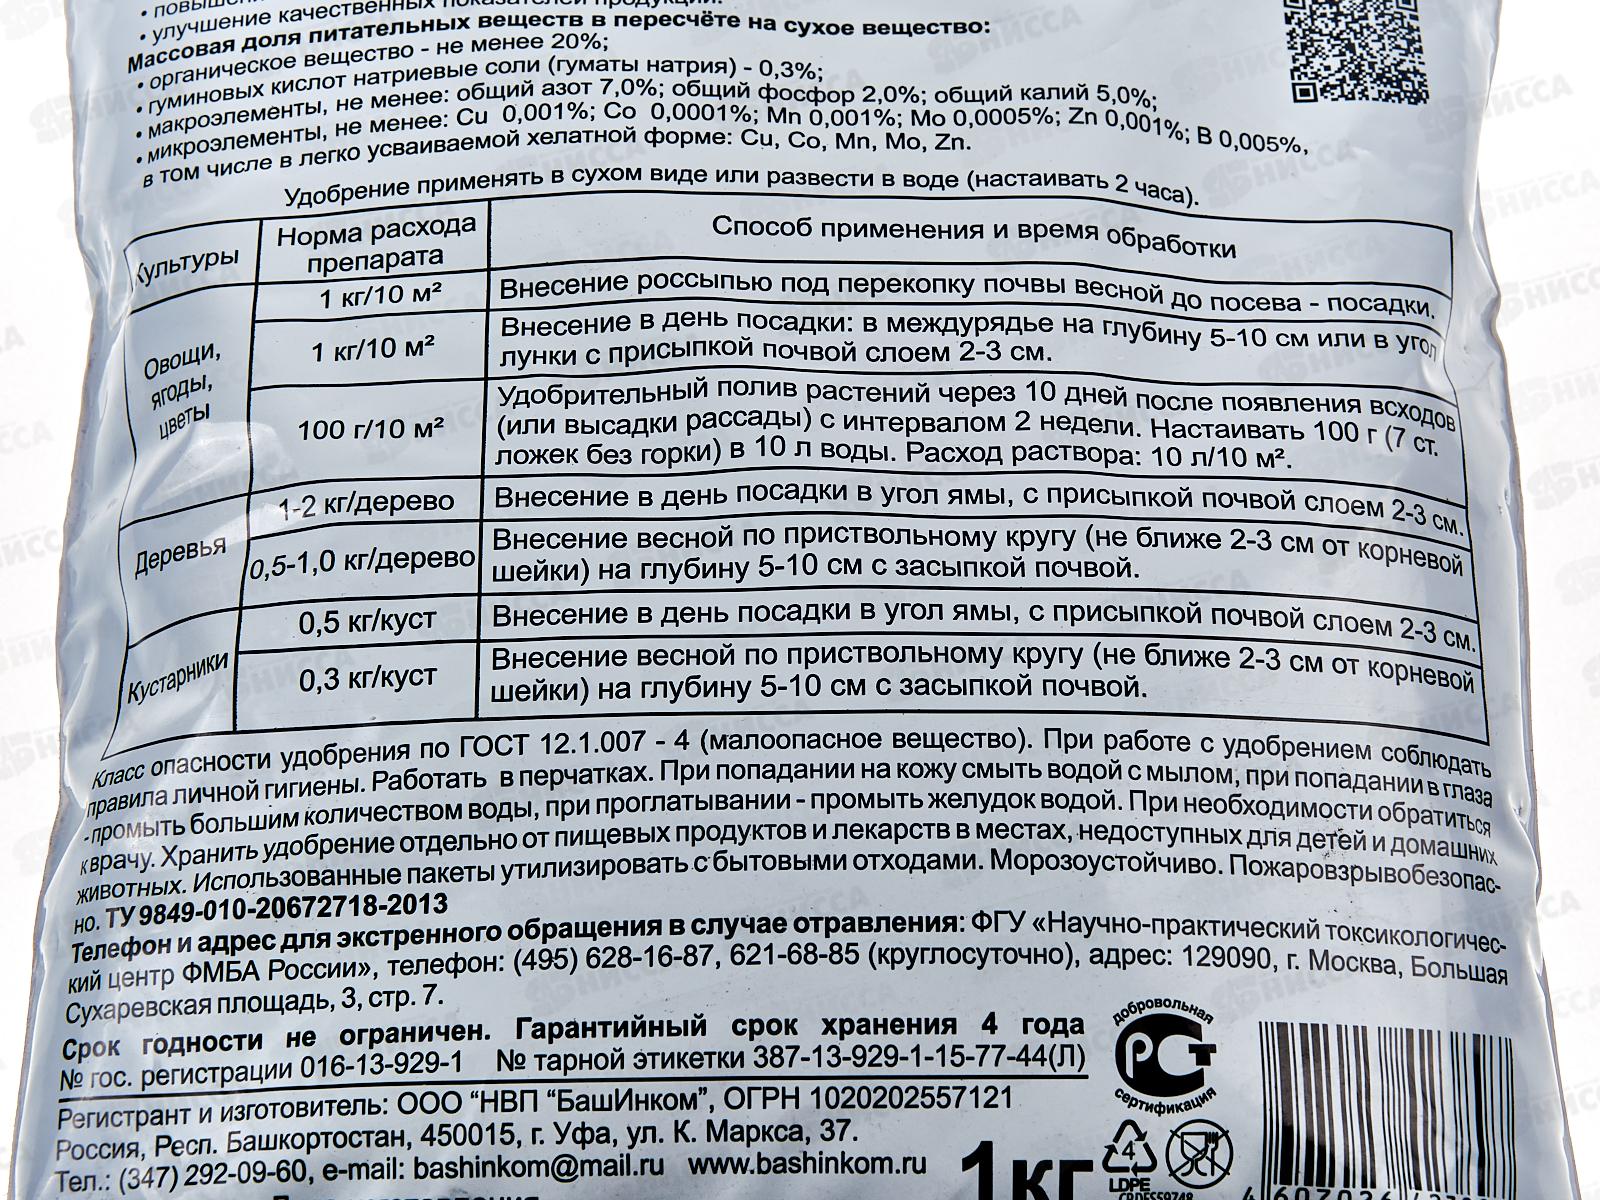 • улучшение качественных показателей продукции.
Массовая доля питательных веществ в пересчёте на сухое вещество:
• органическое вещество - не менее 20%;
• гуминовых кислот натриевые соли (гуматы натрия) - 0,3%;
• макроэлементы, не менее: общий азот 7,0%; общий фосфор 2,0%; общий калий 5,0%;
• микроэлементы, не менее: Cu 0,001%; Co 0,0001%; Mn 0,001%; Mo 0,0005%; Zn 0,001%; B 0,005%,
в том числе в легко усваиваемой хелатной форме: Cu, Co, Mn, Mo, Zn.
Удобрение применять в сухом виде или развести в воде (настаивать 2 часа).
Культуры
Норма расхода
препарата
Способ применения и время обработки
Овощи,
ягоды,
цветы
1 кг/10 м²
Внесение россыпью под перекопку почвы весной до посева - посадки.
1 кг/10 м²
Внесение в день посадки: в междурядье на глубину 5-10 см или в угол
лунки с присыпкой почвой слоем 2-3 см.
100 г/10 м²
Удобрительный полив растений через 10 дней после появления всходов
(или высадки рассады) с интервалом 2 недели. Настаивать 100 г (7 ст.
ложек без горки) в 10 л воды. Расход раствора: 10 л/10 м².
Деревья
1-2 кг/дерево
Внесение в день посадки в угол ямы, с присыпкой почвой слоем 2-3 см.
0,5-1,0 кг/дерево
Внесение весной по приствольному кругу (не ближе 2-3 см от корневой
шейки) на глубину 5-10 см с засыпкой почвой.
Кустарники
0,5 кг/куст
Внесение в день посадки в угол ямы, с присыпкой почвой слоем 2-3 см.
0,3 кг/куст
Внесение весной по приствольному кругу (не ближе 2-3 см от корневой
шейки) на глубину 5-10 см с засыпкой почвой.
Класс опасности удобрения по ГОСТ 12.1.007 - 4 (малоопасное вещество). При работе с удобрением соблюдать
правила личной гигиены. Работать в перчатках. При попадании на кожу смыть водой с мылом, при попадании в глаза
- промыть большим количеством воды, при проглатывании - промыть желудок водой. При необходимости обратиться
к врачу. Хранить удобрение отдельно от пищевых продуктов и лекарств в местах, недоступных для детей и домашних
животных. Использованные пакеты утилизировать с бытовыми отходами. Морозоустойчиво. Пожаровзрывобезопас-
но. ТУ 9849-010-20672718-2013
Телефон и адрес для экстренного обращения в случае отравления: ФГУ «Научно-практический токсикологичес-
кий центр ФМБА России», телефон: (495) 628-16-87, 621-68-85 (круглосуточно), адрес: 129090, г. Москва, Большая
Сухаревская площадь, 3, стр. 7.
Срок годности не ограничен. Гарантийный срок хранения 4 года
№ гос. регистрации 016-13-929-1 № тарной этикетки 387-13-929-1-15-77-44(Л)
Регистрант и изготовитель: ООО “НВП “БашИнком”, ОГРН 1020202557121
Россия, Респ. Башкортостан, 450015, г. Уфа, ул. К. Маркса, 37.
Тел.: (347) 292-09-60, e-mail: bashinkom@mail.ru www.bashinkom.ru
добровольная
РСТ
сертификация
1кг
4
LDPE
НИССА